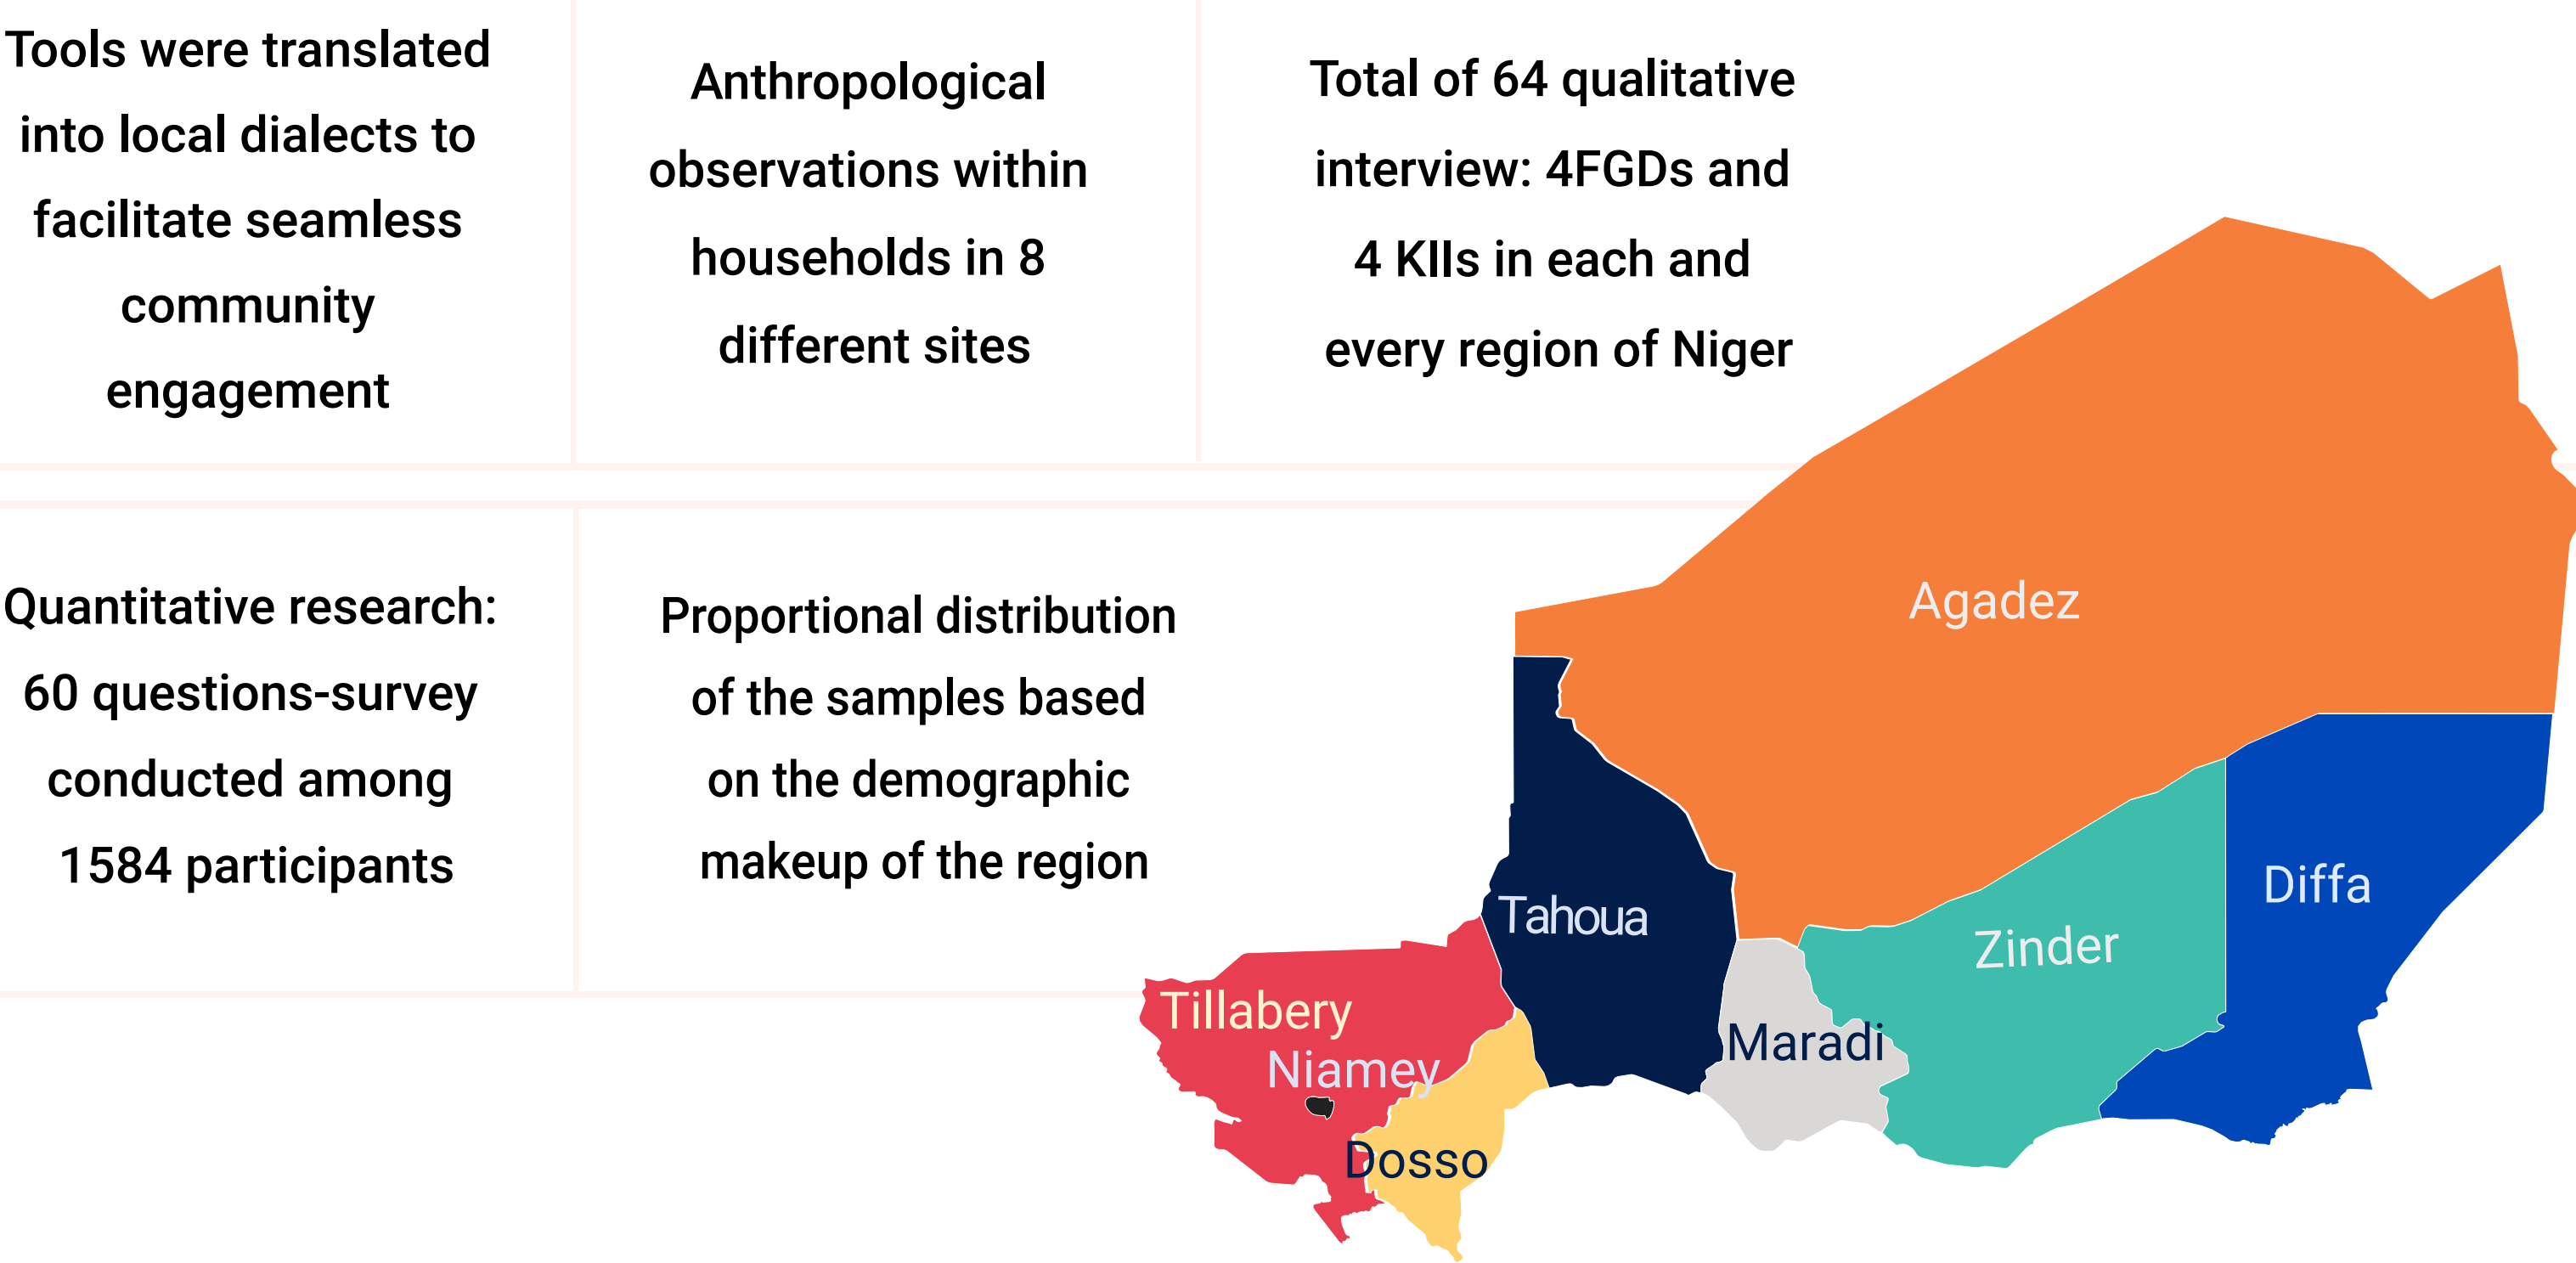 Tools were translated
into local dialects to
facilitate seamless
community
engagement
Anthropological
observations within
households in 8
different sites
Total of 64 qualitative
interview: 4FGDs and
4 KIIs in each and
every region of Niger
Quantitative research:
60 questions-survey
conducted among
1584 participants
Proportional distribution
of the samples based
on the demographic
makeup of the region
Agadez
Diffa
Tahoua
Zinder
Tillabery
Maradi
Niamey
Dosso